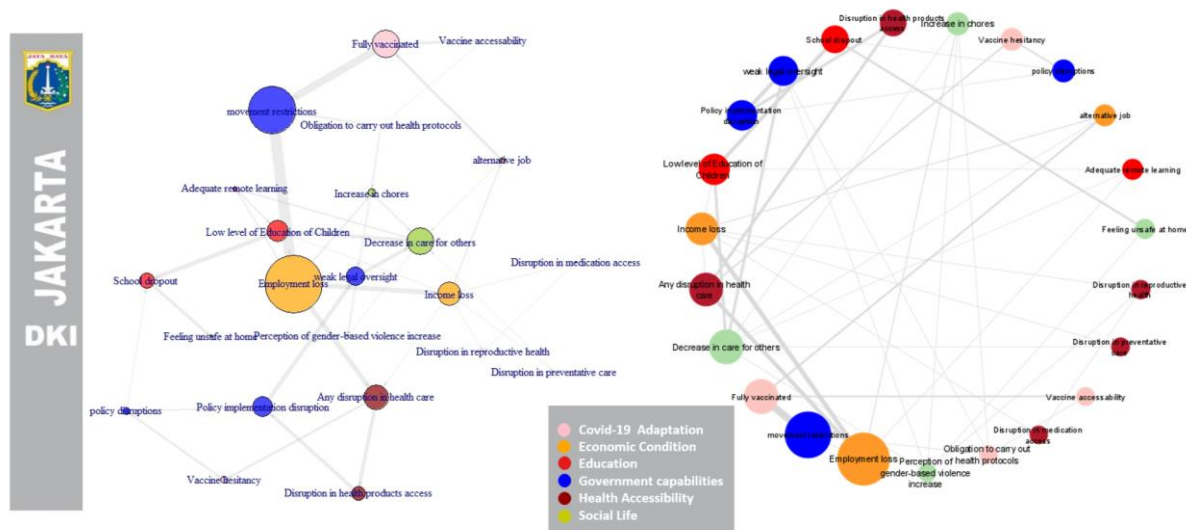 JAYA RAYA
DKI JAKARTA
Fully vaccinated
Vaccine accessability
movement restrictions
Obligation to carry out health protocols
alternative job
Adequate remote learning
Increase in chores
Low level of Education of Children
Decrease in care for others
School dropout
Employment loss
weak legal oversight
Disruption in medication access
Income loss
Feeling unsafe at home
Perception of gender-based violence increase
Disruption in reproductive health
Disruption in preventative care
policy disruptions
Policy implementation disruption
Any disruption in health care
Vaccine hesitancy
Disruption in health products access
Covid-19 Adaptation
Economic Condition
Education
Government capabilities
Health Accessibility
Social Life
Disruption in health products
access
Increase in chores
School dropout
Vaccine hesitancy
weak legal oversight
policy disruptions
Policy implementation
disruption
alternative job
Low level of Education of
Children
Adequate remote learning
Income loss
Feeling unsafe at home
Any disruption in health
care
Disruption in reproductive
health
Decrease in care for others
Disruption in preventative
care
Fully vaccinated
Vaccine accessability
movement restrictions
Disruption in medication
access
Employment loss
Obligation to carry out
health protocols
Perception of
gender-based violence
increase